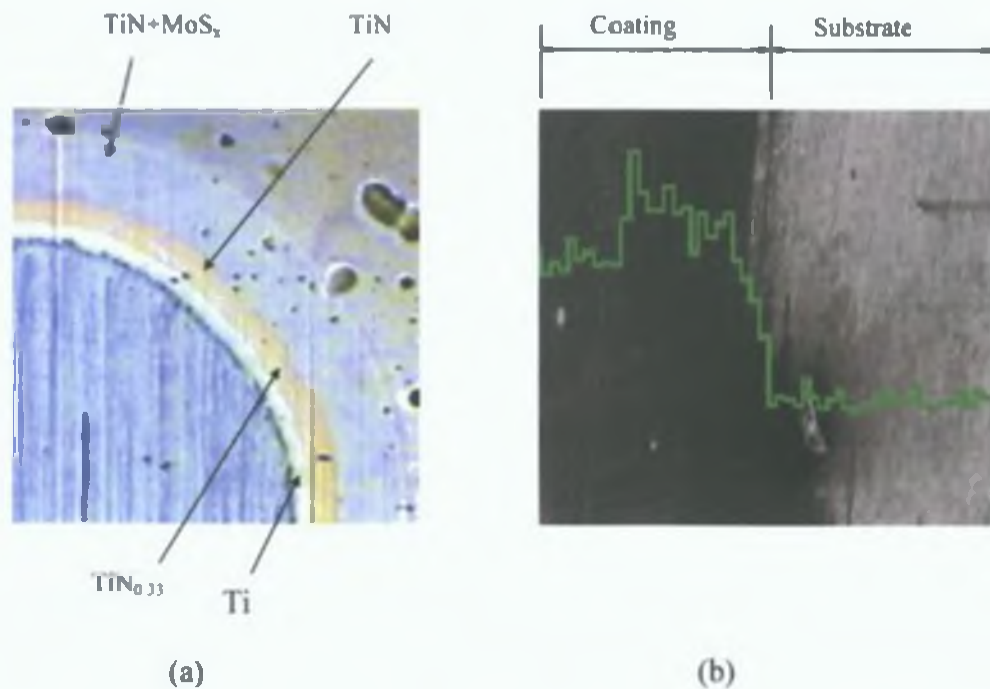 TiN+MoSₓ
TiN
Coating
Substrate
TiN₀.₃₃
Ti
(a)
(b)